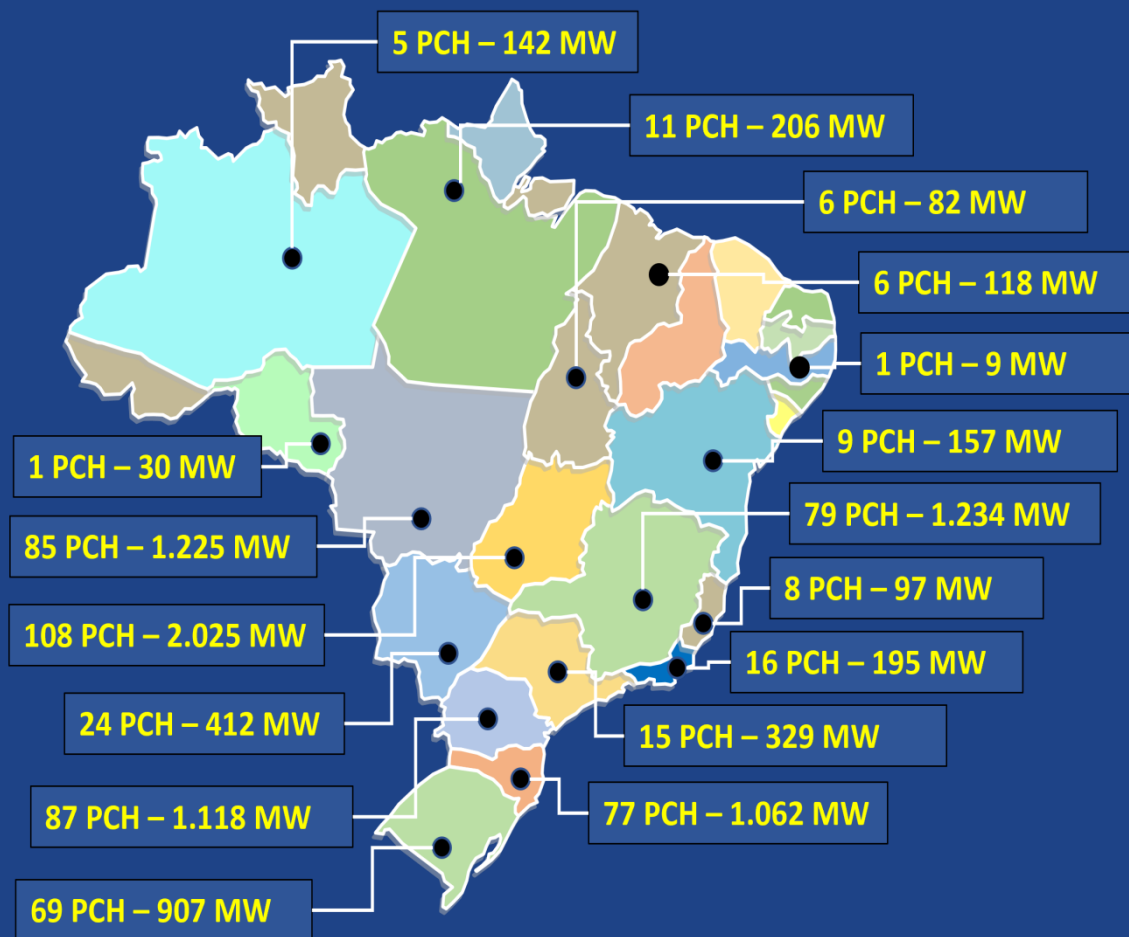 5 PCH – 142 MW
11 PCH – 206 MW
6 PCH – 82 MW
6 PCH – 118 MW
1 PCH – 9 MW
9 PCH – 157 MW
1 PCH – 30 MW
79 PCH – 1.234 MW
85 PCH – 1.225 MW
8 PCH – 97 MW
108 PCH – 2.025 MW
16 PCH – 195 MW
24 PCH – 412 MW
15 PCH – 329 MW
87 PCH – 1.118 MW
77 PCH – 1.062 MW
69 PCH – 907 MW